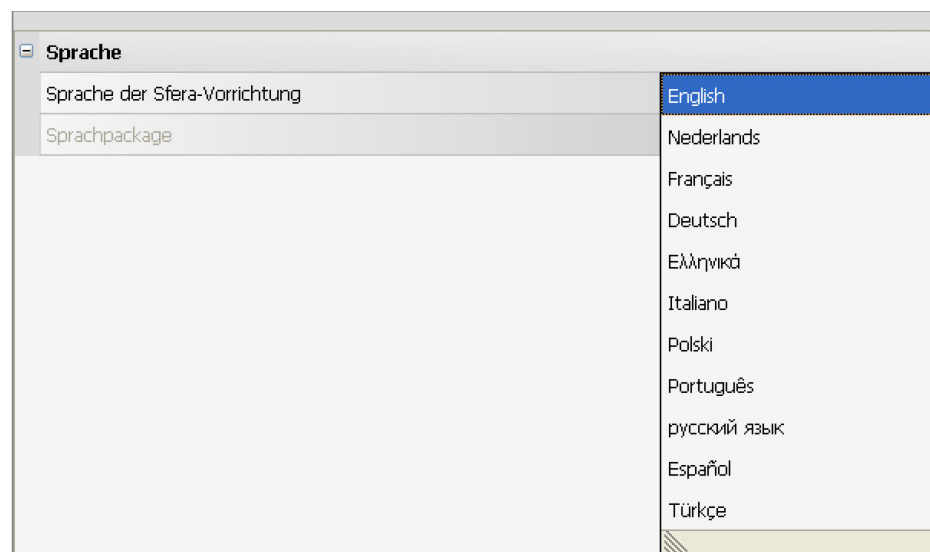 Sprache
Sprache der Sfera-Vorrichtung
English
Sprachpackage
Nederlands
Français
Deutsch
Ελληνικά
Italiano
Polski
Português
русский язык
Español
Türkçe